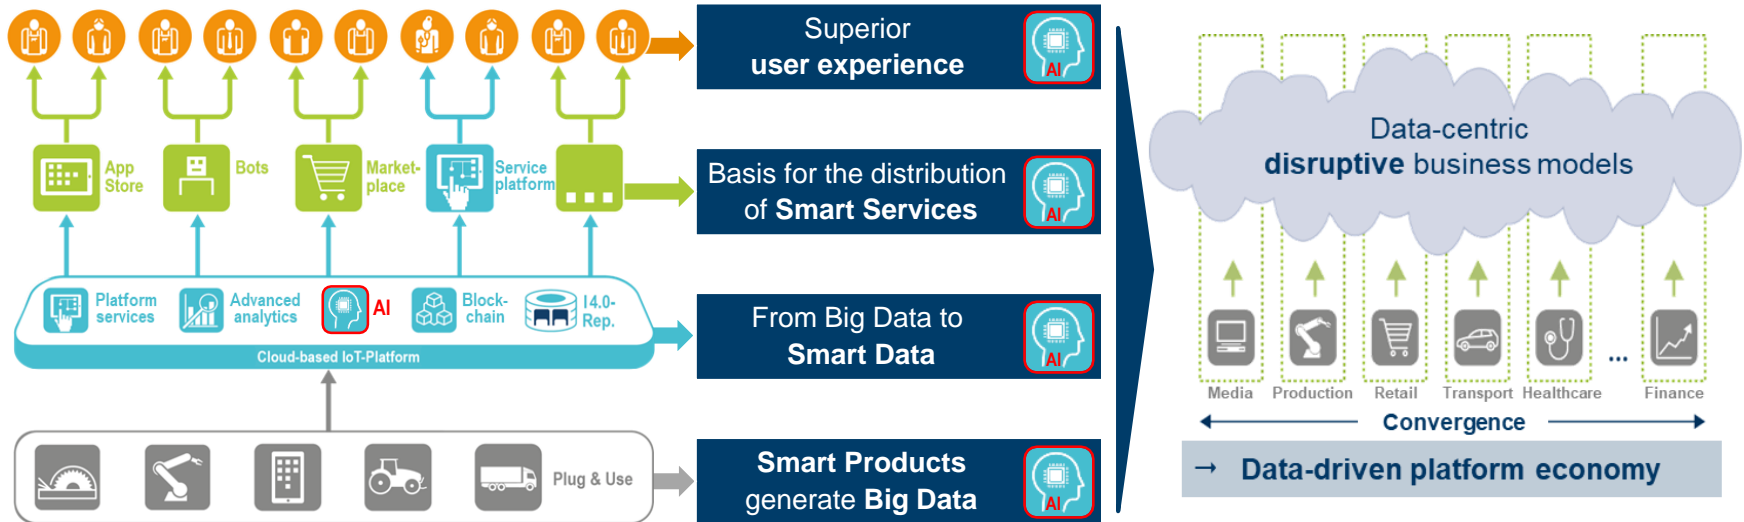 Superior
user experience
AI
App
Store
Bots
Market-
place
Service
platform
Basis for the distribution
of Smart Services
AI
Platform
services
Advanced
analytics
AI
Block-
chain
I4.0-
Rep.
Cloud-based IoT-Platform
From Big Data to
Smart Data
AI
Plug & Use
Smart Products
generate Big Data
AI
Data-centric
disruptive business models
Media
Production
Retail
Transport
Healthcare
...
Finance
Convergence
→ Data-driven platform economy